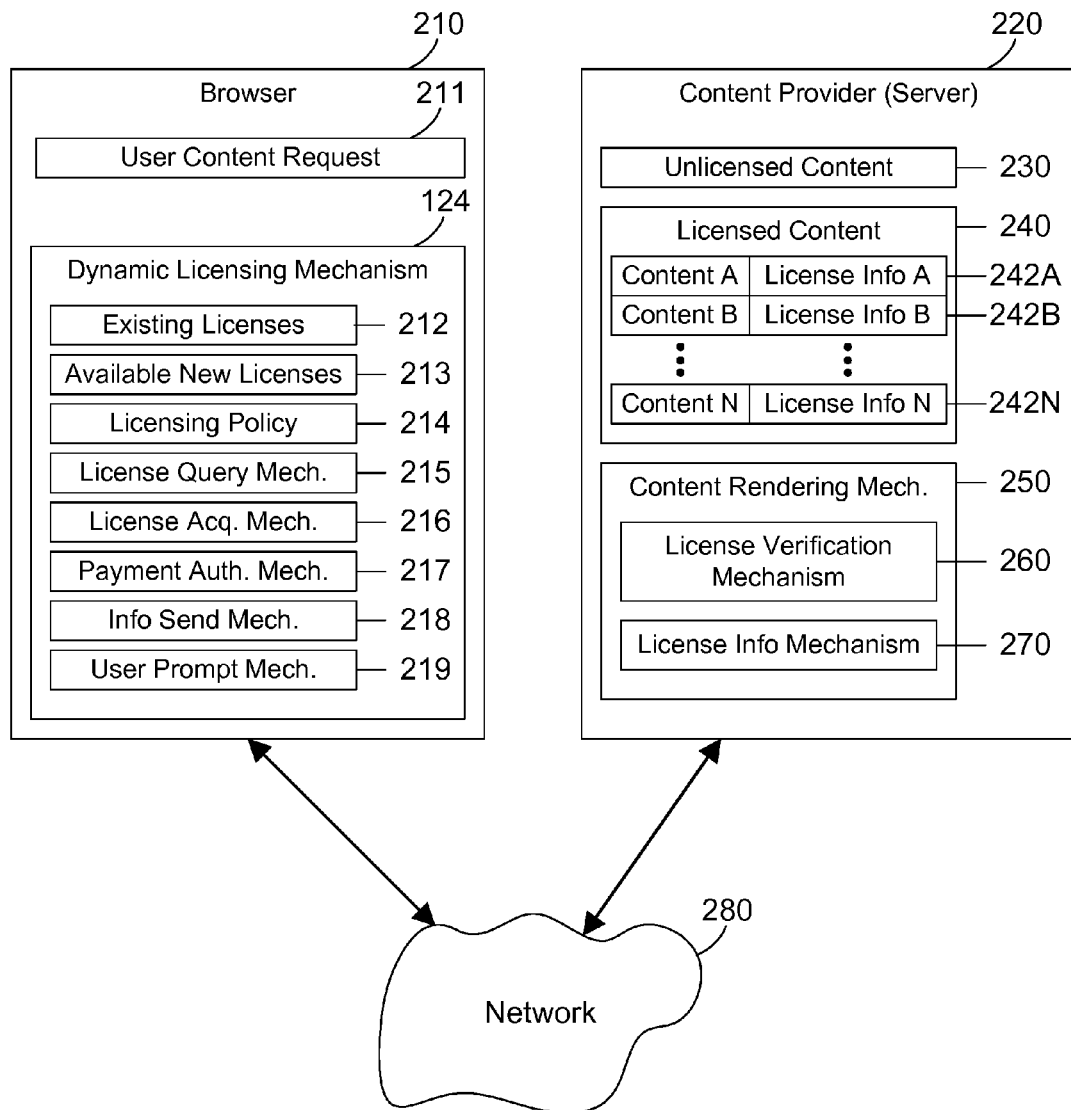 210
Browser
211
User Content Request
124
Dynamic Licensing Mechanism
Existing Licenses 212
Available New Licenses 213
Licensing Policy 214
License Query Mech. 215
License Acq. Mech. 216
Payment Auth. Mech. 217
Info Send Mech. 218
User Prompt Mech. 219
220
Content Provider (Server)
Unlicensed Content 230
240
Licensed Content
Content A License Info A 242A
Content B License Info B 242B
Content N License Info N 242N
Content Rendering Mech. 250
License Verification
Mechanism
260
License Info Mechanism 270
280
Network